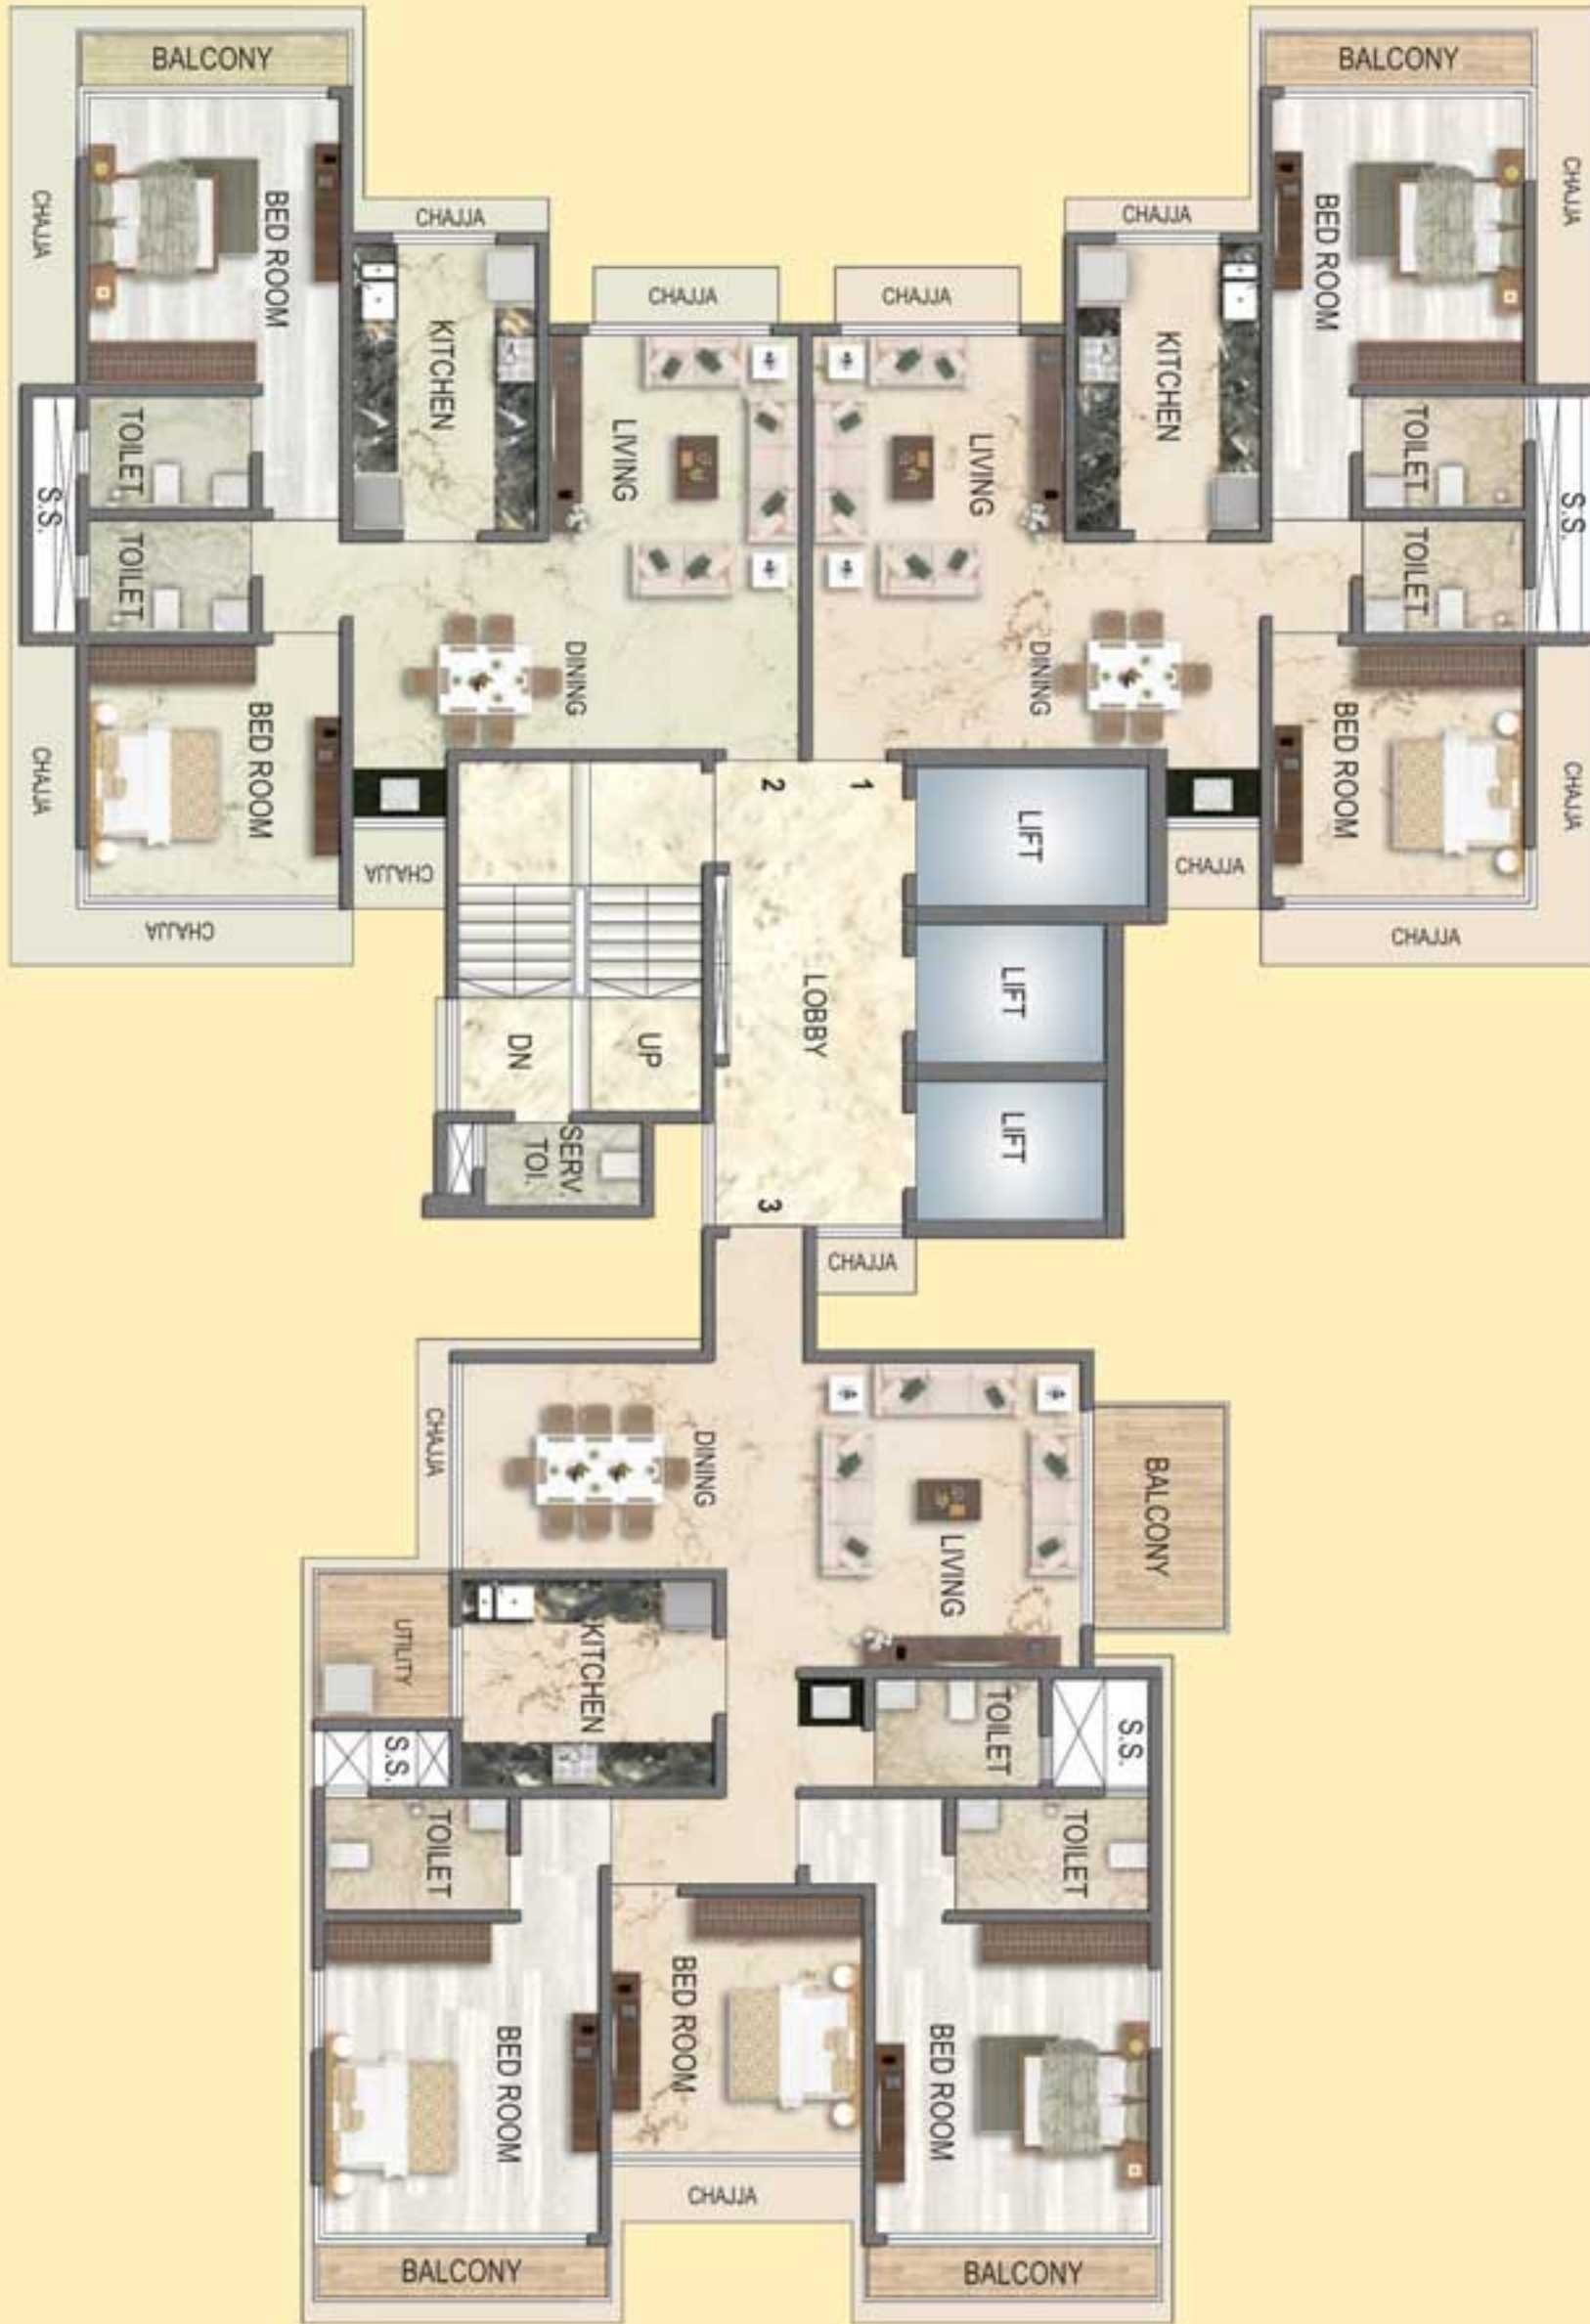 BALCONY
BALCONY
CHAJJA
BED ROOM
CHAJJA
CHAJJA
BED ROOM
CHAJJA
KITCHEN
CHAJJA
CHAJJA
KITCHEN
LIVING
LIVING
TOILET
TOILET
S.S.
S.S.
TOILET
TOILET
DINING
DINING
CHAJJA
BED ROOM
BED ROOM
CHAJJA
2
1
LIFT
CHAJJA
CHAJJA
CHAJJA
CHAJJA
LOBBY
LIFT
DN
UP
LIFT
SERV.
TOI.
3
CHAJJA
CHAJJA
DINING
BALCONY
LIVING
UTILITY
KITCHEN
TOILET
S.S.
S.S.
TOILET
TOILET
BED ROOM
BED ROOM
BED ROOM
CHAJJA
BALCONY
BALCONY